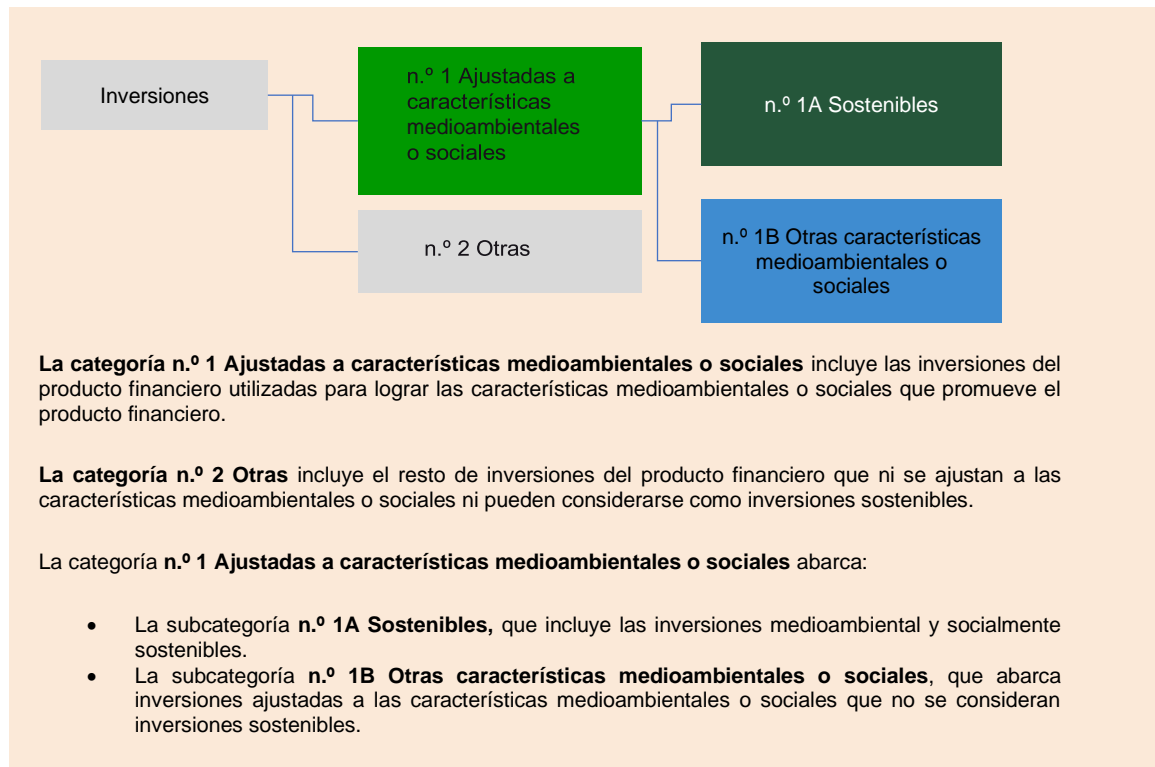 Inversiones
n.º 1 Ajustadas a
características
medioambientales
o sociales
n.º 1A Sostenibles
n.º 2 Otras
n.º 1B Otras características
medioambientales o
sociales
La categoría n.º 1 Ajustadas a características medioambientales o sociales incluye las inversiones del
producto financiero utilizadas para lograr las características medioambientales o sociales que promueve el
producto financiero.
La categoría n.º 2 Otras incluye el resto de inversiones del producto financiero que ni se ajustan a las
características medioambientales o sociales ni pueden considerarse como inversiones sostenibles.
La categoría n.º 1 Ajustadas a características medioambientales o sociales abarca:
• La subcategoría n.º 1A Sostenibles, que incluye las inversiones medioambiental y socialmente
sostenibles.
• La subcategoría n.º 1B Otras características medioambientales o sociales, que abarca
inversiones ajustadas a las características medioambientales o sociales que no se consideran
inversiones sostenibles.